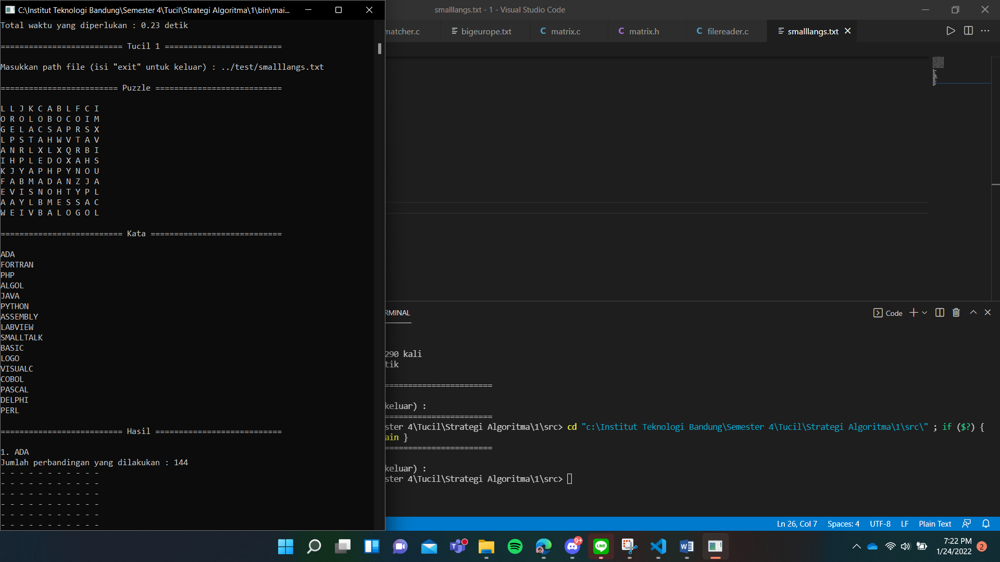 C:\Institut Teknologi Bandung\Semester 4\Tucil\Strategi Algoritma\1\bin\mai...
Total waktu yang diperlukan : 0.23 detik
========================== Tucil 1 =========================
Masukkan path file (isi "exit" untuk keluar) : ../test/smalllangs.txt
========================= Puzzle ===========================
L L J K C A B L F C I
O R O L O B O C O I M
G E L A C S A P R S X
L P S T A H W V T A V
A N R L X L X Q R B I
I H P L E D O X A H S
K J Y A P H P Y N O U
F A B M A D A N Z J A
E V I S N O H T Y P L
A A Y L B M E S S A C
W E I V B A L O G O L
========================== Kata ============================
ADA
FORTRAN
PHP
ALGOL
JAVA
PYTHON
ASSEMBLY
LABVIEW
SMALLTALK
BASIC
LOGO
VISUALC
COBOL
PASCAL
DELPHI
PERL
========================== Hasil ===========================
1. ADA
Jumlah perbandingan yang dilakukan : 144
- - - - - - - - - - -
- - - - - - - - - - -
- - - - - - - - - - -
- - - - - - - - - - -
- - - - - - - - - - -
- - - - - - - - - - -
smalllangs.txt - 1 - Visual Studio Code
matcher.c
bigeurope.txt
C matrix.c
C matrix.h
C filereader.c
smalllangs.txt
RMINAL
Code
290 kali
tik
=======================
keluar) :
=======================
ster 4\Tucil\Strategi Algoritma\1\src> cd "c:\Institut Teknologi Bandung\Semester 4\Tucil\Strategi Algoritma\1\src\" ; if ($?) {
ain }
=======================
keluar) :
ster 4\Tucil\Strategi Algoritma\1\src>
Ln 26, Col 7 Spaces: 4 UTF-8 LF Plain Text
9+
LINE
7:22 PM
1/24/2022
2